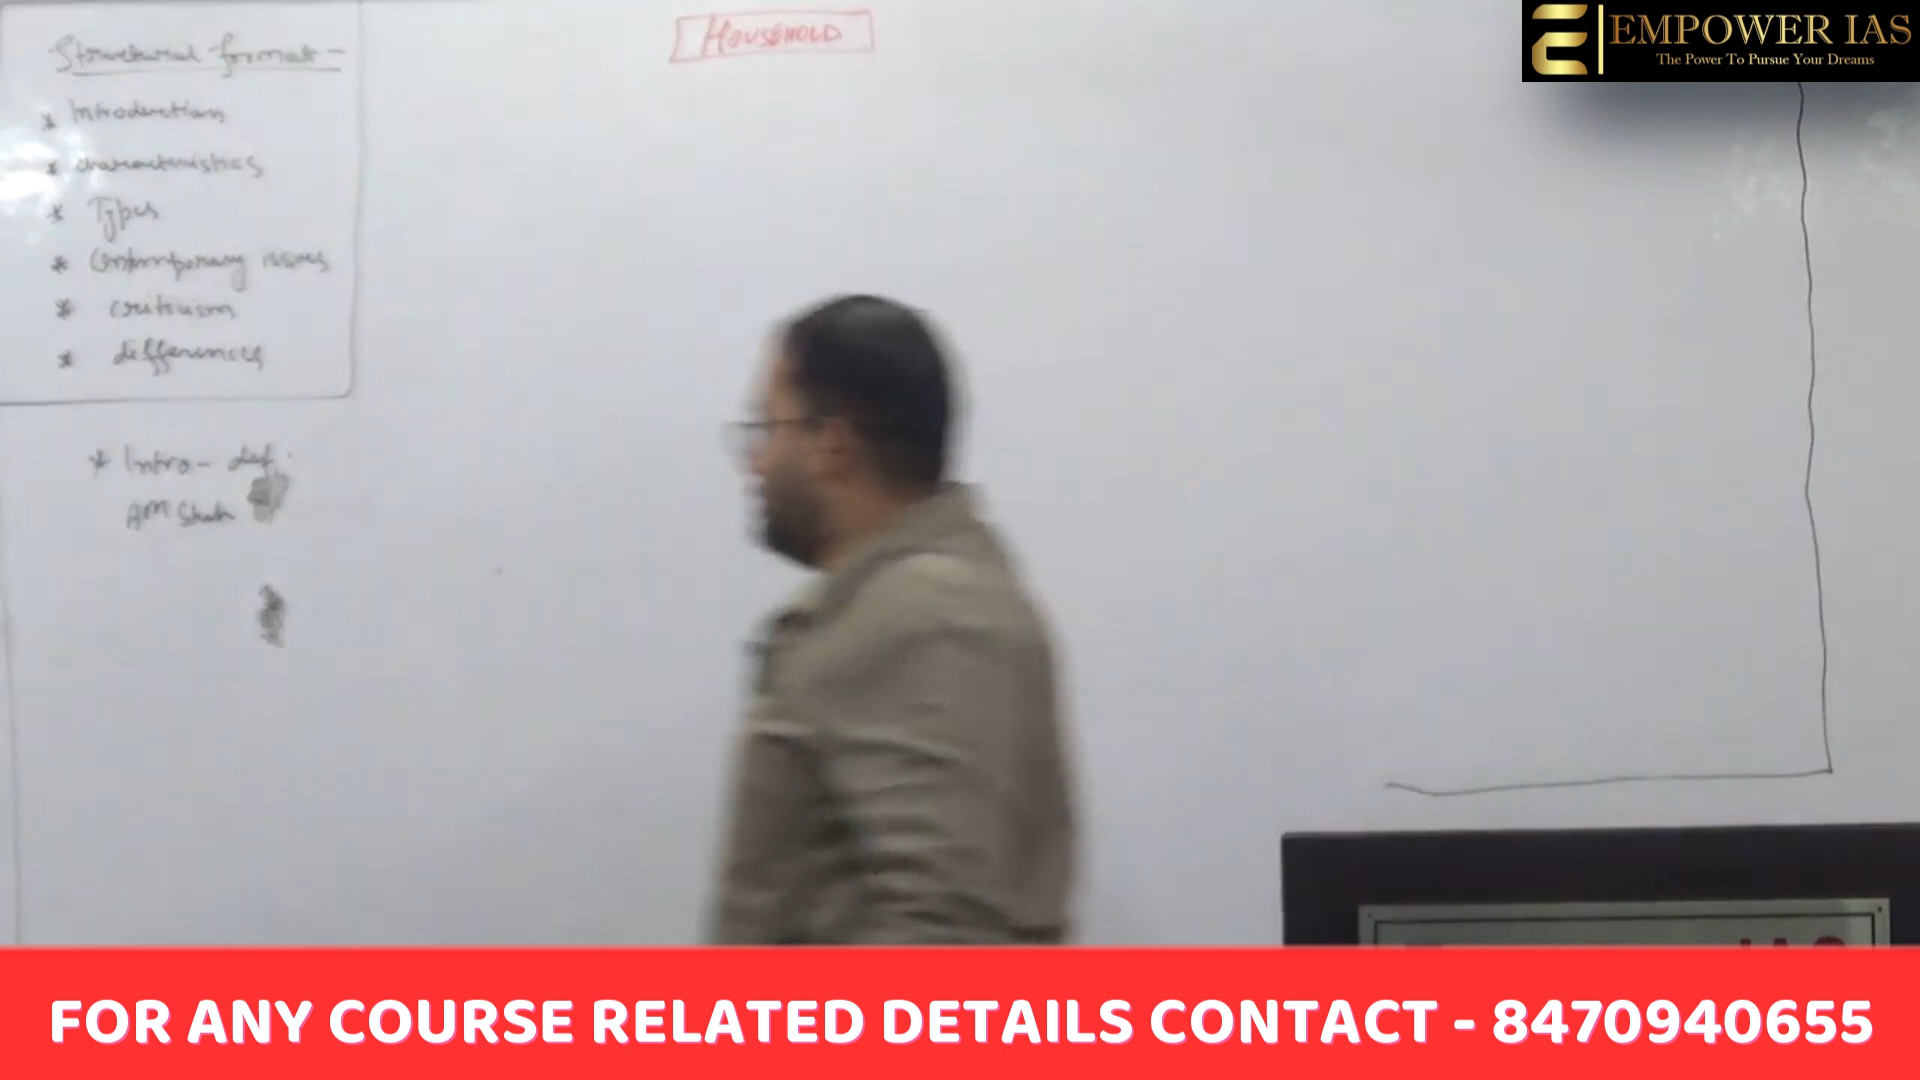 Structural format -
* Introduction
* characteristics
* Types
* Contemporary issues
* criticism
* differences
* Intro - def.
AM Shah
HOUSEHOLD
EMPOWER IAS
The Power To Pursue Your Dreams
FOR ANY COURSE RELATED DETAILS CONTACT - 8470940655